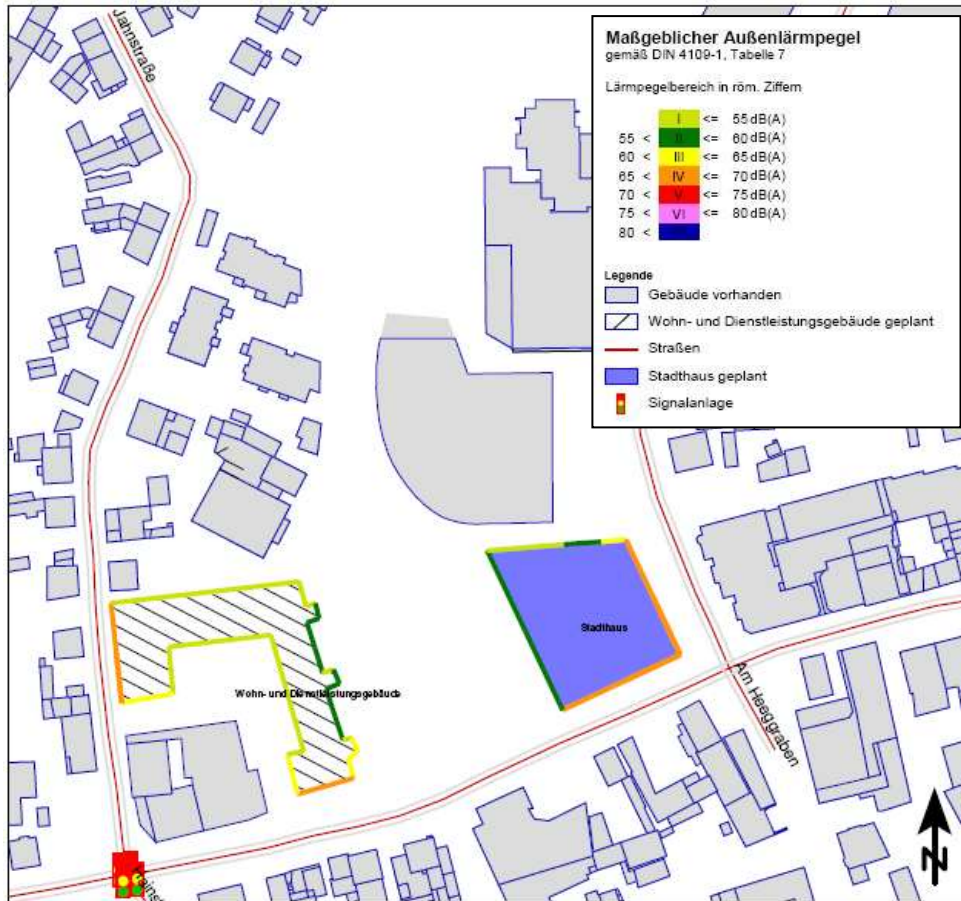 Jahnstraße
Maßgeblicher Außenlärmpegel
gemäß DIN 4109-1, Tabelle 7
Lärmpegelbereich in röm. Ziffern
I <= 55 dB(A)
55 < II <= 60 dB(A)
60 < III <= 65 dB(A)
65 < IV <= 70 dB(A)
70 < V <= 75 dB(A)
75 < VI <= 80 dB(A)
80 <
Legende
Gebäude vorhanden
Wohn- und Dienstleistungsgebäude geplant
Straßen
Stadthaus geplant
Signalanlage
Stadthaus
Wohn- und Dienstleistungsgebäude
Am Heeggraben
N